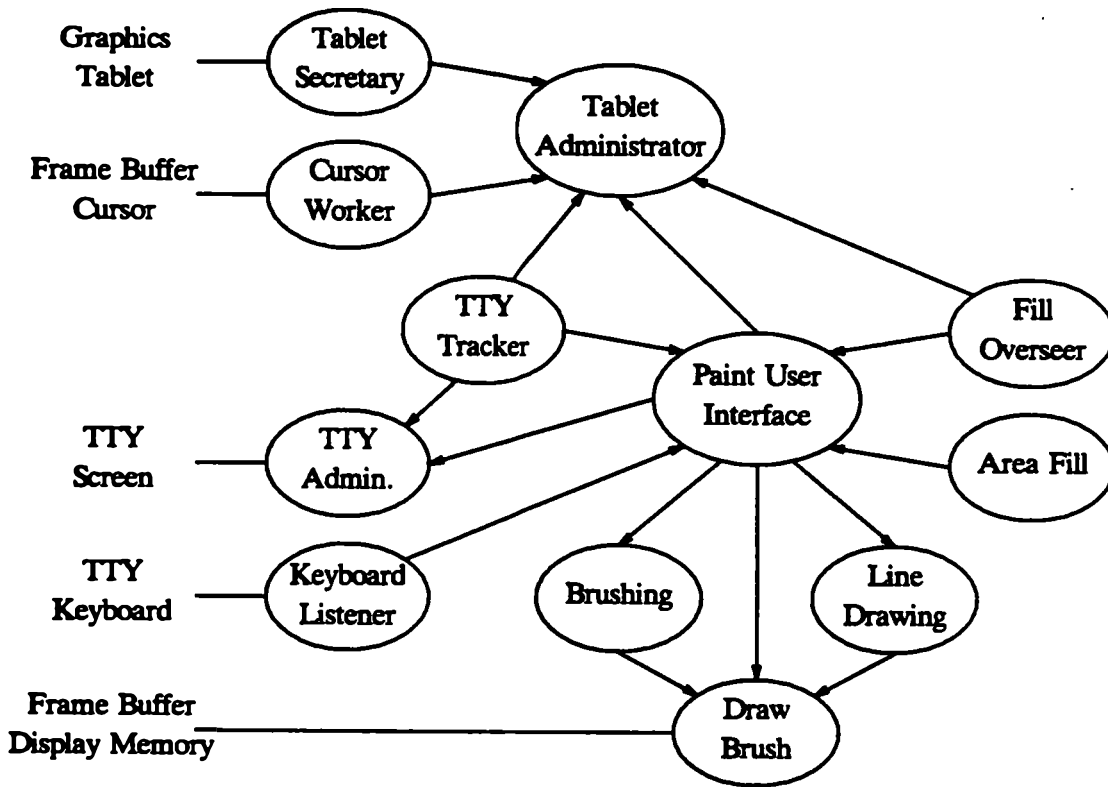 Graphics
Tablet
Tablet
Secretary
Tablet
Administrator
Frame Buffer
Cursor
Cursor
Worker
TTY
Tracker
Fill
Overseer
Paint User
Interface
TTY
Screen
TTY
Admin.
Area Fill
TTY
Keyboard
Keyboard
Listener
Brushing
Line
Drawing
Frame Buffer
Display Memory
Draw
Brush